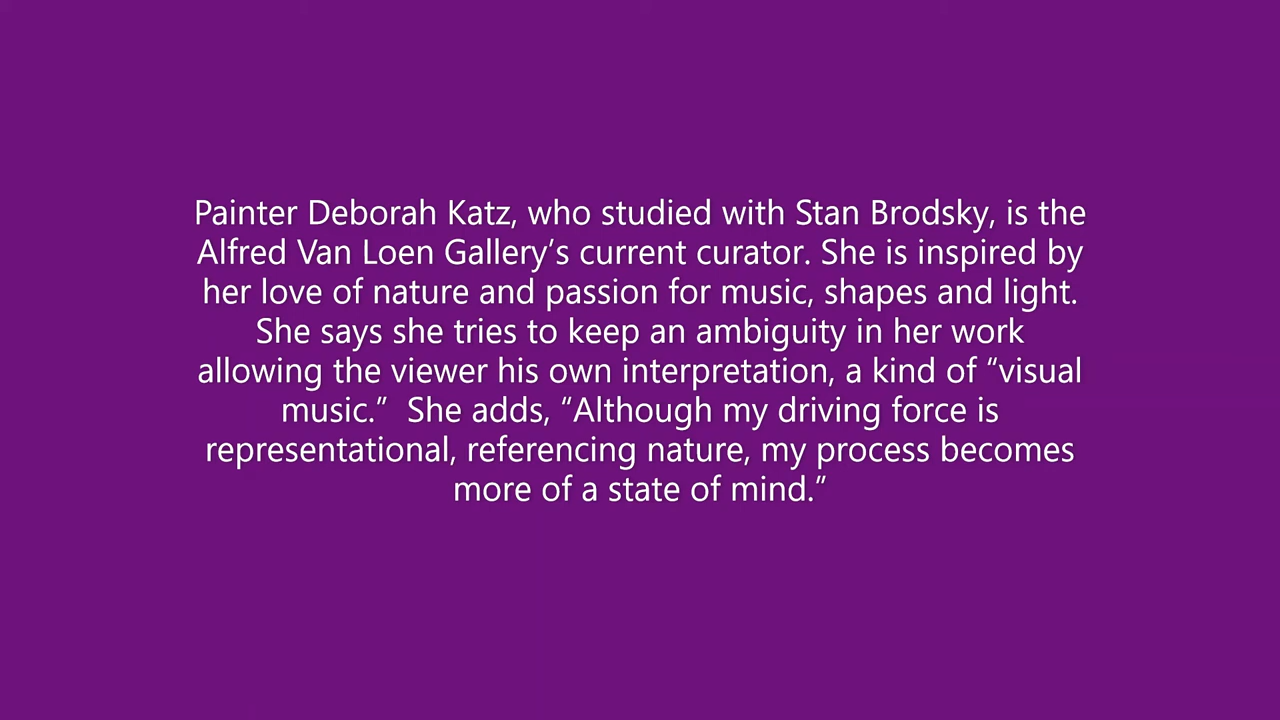 Painter Deborah Katz, who studied with Stan Brodsky, is the
Alfred Van Loen Gallery’s current curator. She is inspired by
her love of nature and passion for music, shapes and light.
She says she tries to keep an ambiguity in her work
allowing the viewer his own interpretation, a kind of “visual
music.”  She adds, “Although my driving force is
representational, referencing nature, my process becomes
more of a state of mind.”